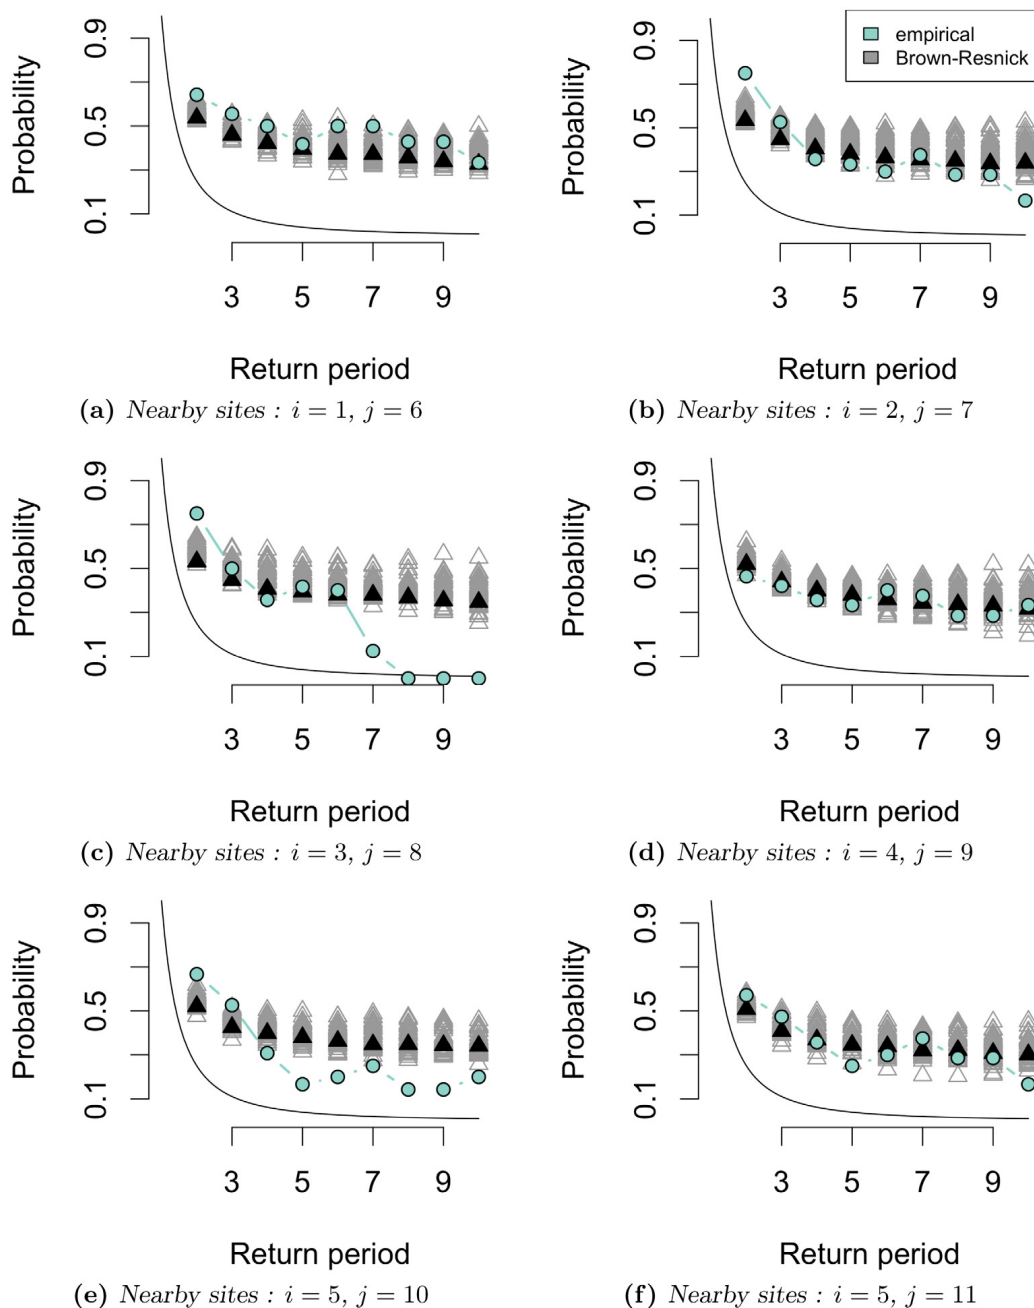 empirical
Brown-Resnick
Probability
0.9
0.5
0.1
3 5 7 9
Return period
(a) Nearby sites : i = 1, j = 6
Probability
0.9
0.5
0.1
3 5 7 9
Return period
(b) Nearby sites : i = 2, j = 7
Probability
0.9
0.5
0.1
3 5 7 9
Return period
(c) Nearby sites : i = 3, j = 8
Probability
0.9
0.5
0.1
3 5 7 9
Return period
(d) Nearby sites : i = 4, j = 9
Probability
0.9
0.5
0.1
3 5 7 9
Return period
(e) Nearby sites : i = 5, j = 10
Probability
0.9
0.5
0.1
3 5 7 9
Return period
(f) Nearby sites : i = 5, j = 11